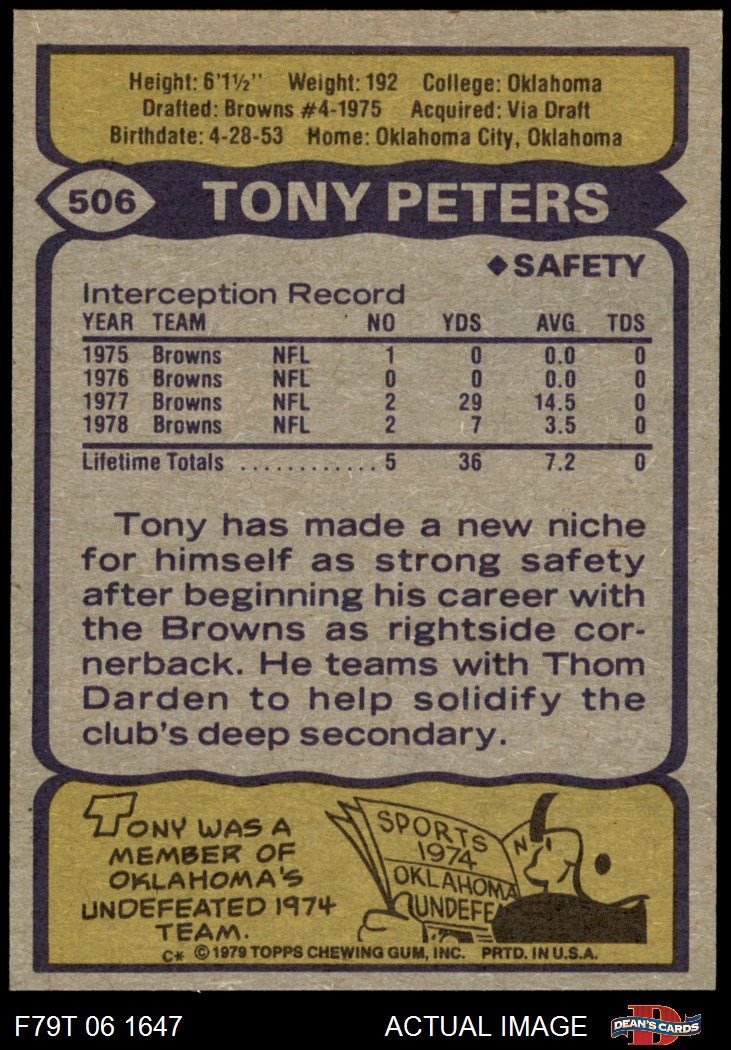 Height: 6'1½" Weight: 192 College: Oklahoma
Drafted: Browns #4-1975 Acquired: Via Draft
Birthdate: 4-28-53 Home: Oklahoma City, Oklahoma
506 TONY PETERS
◆SAFETY
Interception Record
YEAR TEAM NO YDS AVG TDS
1975 Browns NFL 1 0 0.0 0
1976 Browns NFL 0 0 0.0 0
1977 Browns NFL 2 29 14.5 0
1978 Browns NFL 2 7 3.5 0
Lifetime Totals ............ 5 36 7.2 0
Tony has made a new niche
for himself as strong safety
after beginning his career with
the Browns as rightside cor-
nerback. He teams with Thom
Darden to help solidify the
club's deep secondary.
TONY WAS A
MEMBER OF
OKLAHOMA'S
UNDEFEATED 1974
TEAM.
SPORTS
1974
OKLAHOMA
UNDEFE
N
C* © 1979 TOPPS CHEWING GUM, INC. PRTD. IN U.S.A.
F79T 06 1647 ACTUAL IMAGE D DEAN'S CARDS